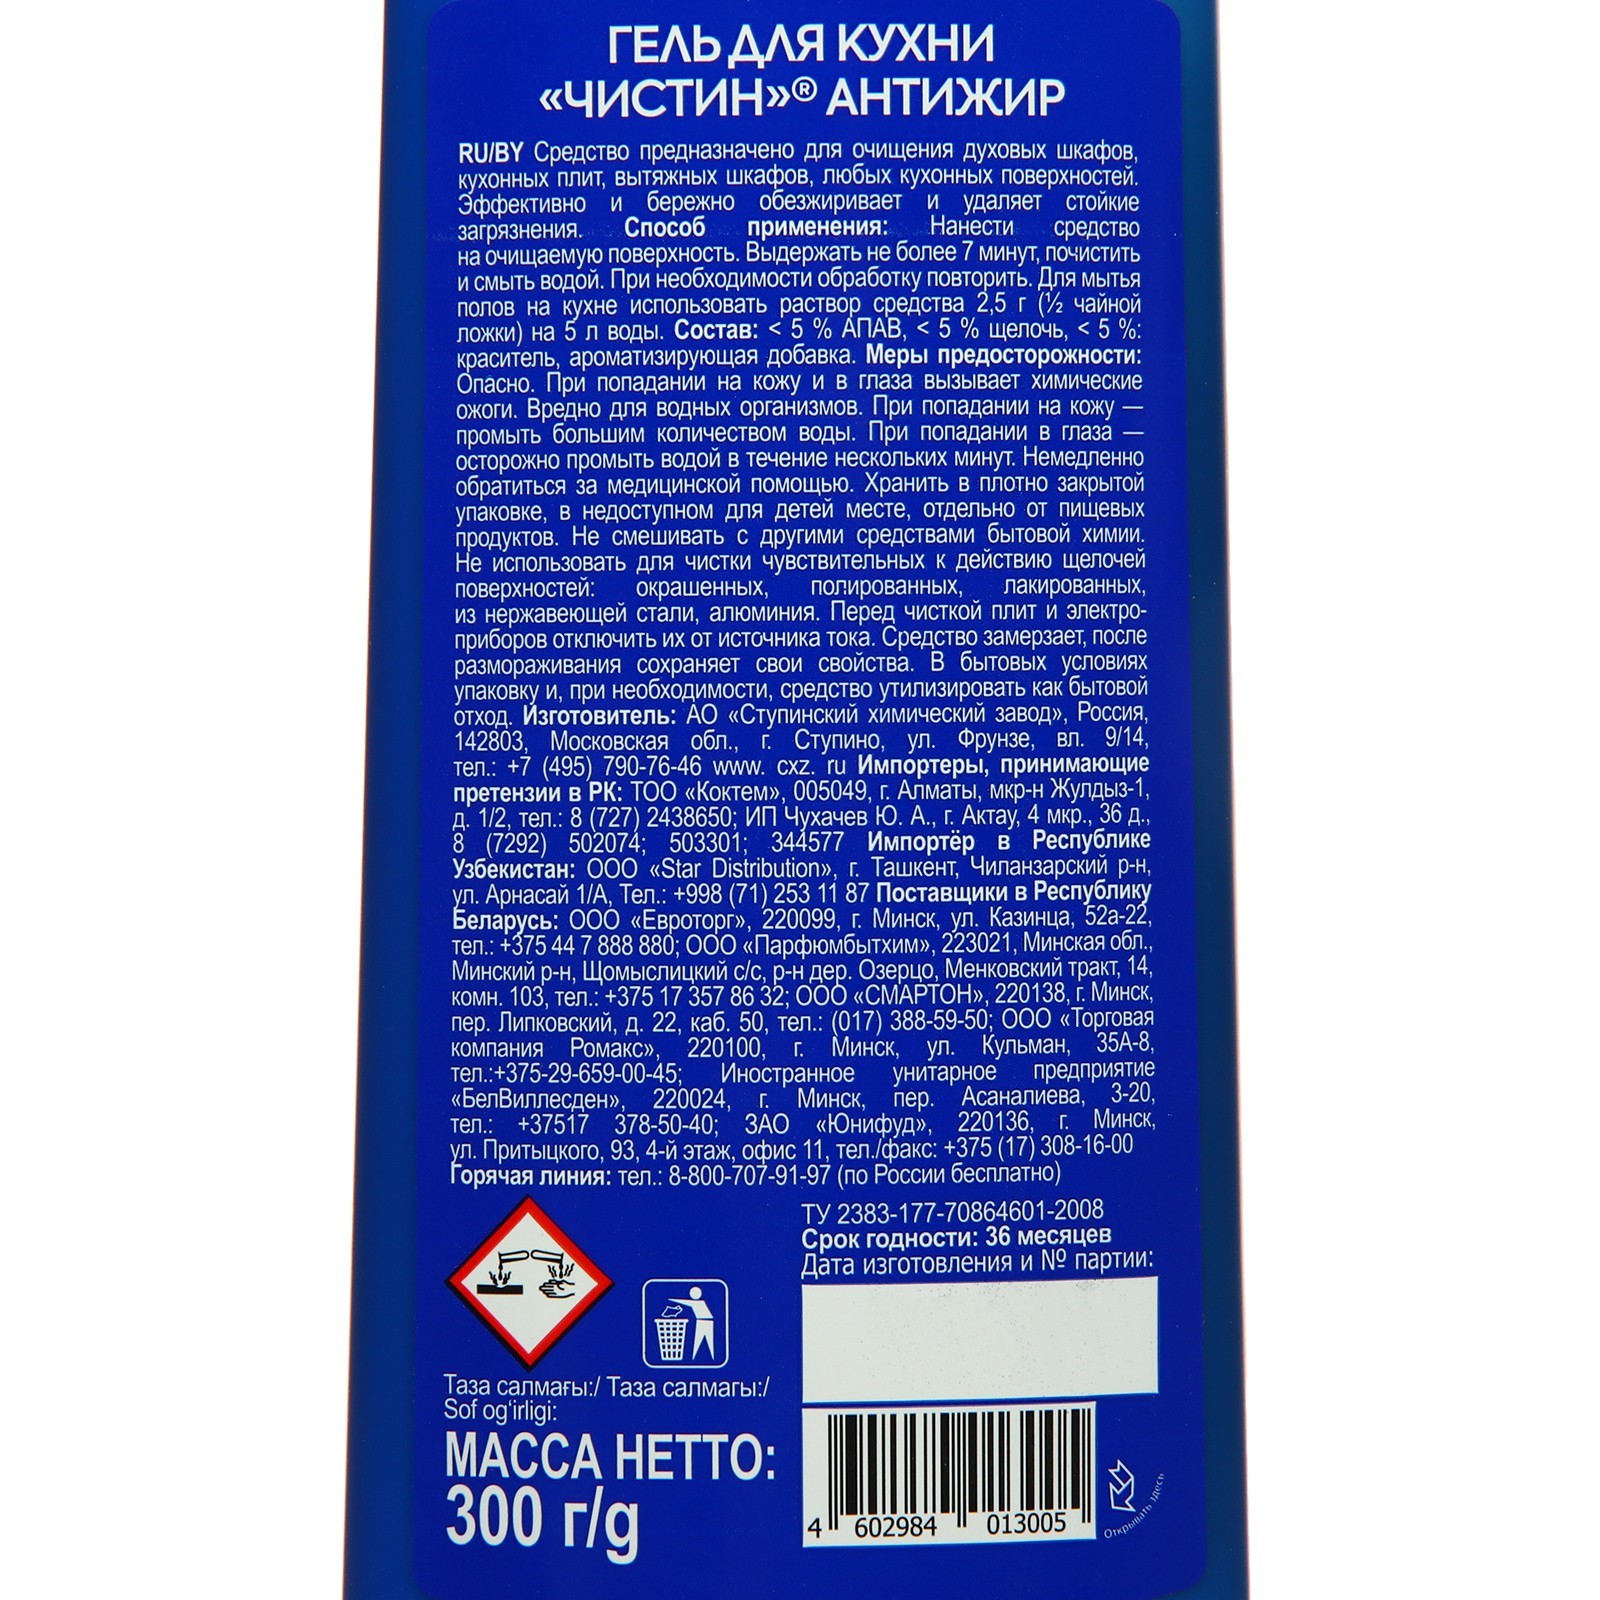 ГЕЛЬ ДЛЯ КУХНИ
«ЧИСТИН»® АНТИЖИР
RU/BY Средство предназначено для очищения духовых шкафов,
кухонных плит, вытяжных шкафов, любых кухонных поверхностей.
Эффективно и бережно обезжиривает и удаляет стойкие
загрязнения. Способ применения: Нанести средство
на очищаемую поверхность. Выдержать не более 7 минут, почистить
и смыть водой. При необходимости обработку повторить. Для мытья
полов на кухне использовать раствор средства 2,5 г (½ чайной
ложки) на 5 л воды. Состав: < 5 % АПАВ, < 5 % щелочь, < 5 %:
краситель, ароматизирующая добавка. Меры предосторожности:
Опасно. При попадании на кожу и в глаза вызывает химические
ожоги. Вредно для водных организмов. При попадании на кожу —
промыть большим количеством воды. При попадании в глаза —
осторожно промыть водой в течение нескольких минут. Немедленно
обратиться за медицинской помощью. Хранить в плотно закрытой
упаковке, в недоступном для детей месте, отдельно от пищевых
продуктов. Не смешивать с другими средствами бытовой химии.
Не использовать для чистки чувствительных к действию щелочей
поверхностей: окрашенных, полированных, лакированных,
из нержавеющей стали, алюминия. Перед чисткой плит и электро-
приборов отключить их от источника тока. Средство замерзает, после
размораживания сохраняет свои свойства. В бытовых условиях
упаковку и, при необходимости, средство утилизировать как бытовой
отход. Изготовитель: АО «Ступинский химический завод», Россия,
142803, Московская обл., г. Ступино, ул. Фрунзе, вл. 9/14,
тел.: +7 (495) 790-76-46 www. cxz. ru Импортеры, принимающие
претензии в РК: ТОО «Коктем», 005049, г. Алматы, мкр-н Жулдыз-1,
д. 1/2, тел.: 8 (727) 2438650; ИП Чухачев Ю. А., г. Актау, 4 мкр., 36 д.,
8 (7292) 502074; 503301; 344577 Импортёр в Республике
Узбекистан: ООО «Star Distribution», г. Ташкент, Чиланзарский р-н,
ул. Арнасай 1/А, Тел.: +998 (71) 253 11 87 Поставщики в Республику
Беларусь: ООО «Евроторг», 220099, г. Минск, ул. Казинца, 52а-22,
тел.: +375 44 7 888 880; ООО «Парфюмбытхим», 223021, Минская обл.,
Минский р-н, Щомыслицкий с/с, р-н дер. Озерцо, Менковский тракт, 14,
комн. 103, тел.: +375 17 357 86 32; ООО «СМАРТОН», 220138, г. Минск,
пер. Липковский, д. 22, каб. 50, тел.: (017) 388-59-50; ООО «Торговая
компания Ромакс», 220100, г. Минск, ул. Кульман, 35А-8,
тел.:+375-29-659-00-45; Иностранное унитарное предприятие
«БелВиллесден», 220024, г. Минск, пер. Асаналиева, 3-20,
тел.: +37517 378-50-40; ЗАО «Юнифуд», 220136, г. Минск,
ул. Притыцкого, 93, 4-й этаж, офис 11, тел./факс: +375 (17) 308-16-00
Горячая линия: тел.: 8-800-707-91-97 (по России бесплатно)
ТУ 2383-177-70864601-2008
Срок годности: 36 месяцев
Дата изготовления и № партии:
Таза салмағы:/ Таза салмагы:/
Sof og‘irligi:
МАССА НЕТТО:
300 г/g
4 602984 013005
Открывать здесь